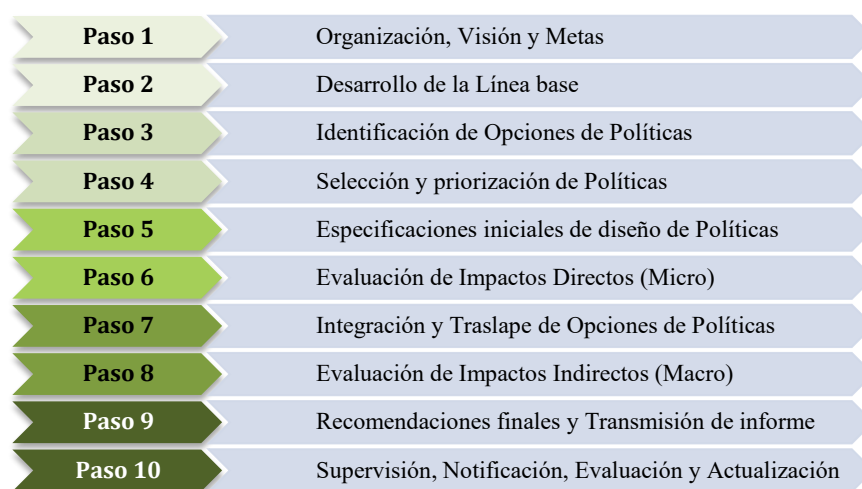 Paso 1 Organización, Visión y Metas
Paso 2 Desarrollo de la Línea base
Paso 3 Identificación de Opciones de Políticas
Paso 4 Selección y priorización de Políticas
Paso 5 Especificaciones iniciales de diseño de Políticas
Paso 6 Evaluación de Impactos Directos (Micro)
Paso 7 Integración y Traslape de Opciones de Políticas
Paso 8 Evaluación de Impactos Indirectos (Macro)
Paso 9 Recomendaciones finales y Transmisión de informe
Paso 10 Supervisión, Notificación, Evaluación y Actualización